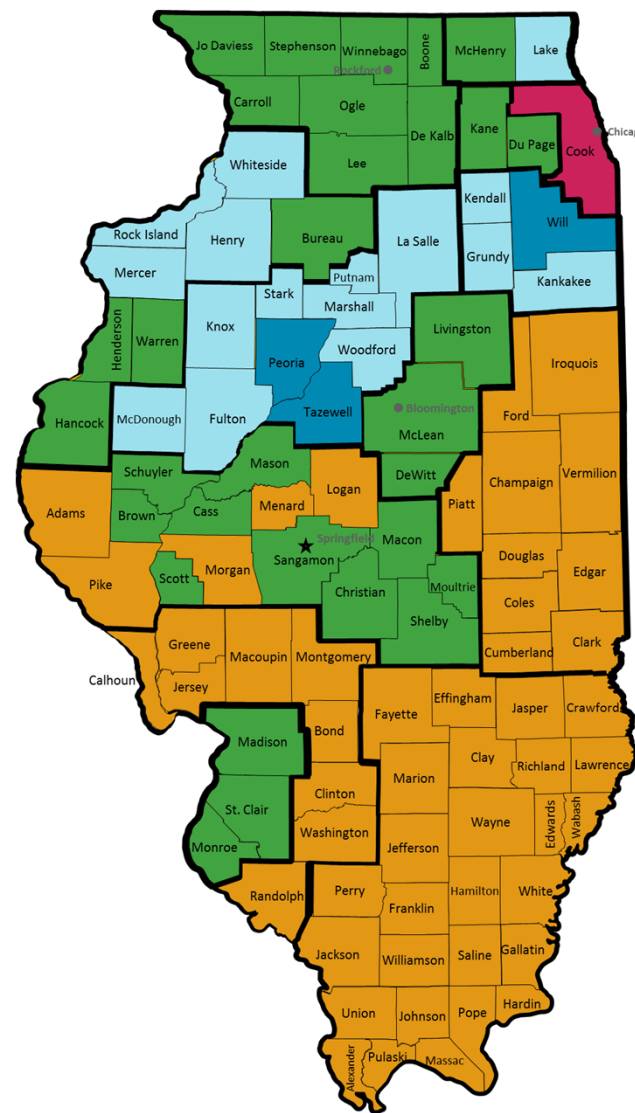 Jo Daviess
Stephenson
Winnebago
Boone
McHenry
Lake
Rockford
Carroll
Ogle
De Kalb
Kane
Du Page
Cook
Chicag
Lee
Whiteside
Kendall
Will
Rock Island
Henry
Bureau
La Salle
Grundy
Mercer
Putnam
Kankakee
Stark
Marshall
Henderson
Warren
Knox
Livingston
Iroquois
Peoria
Woodford
Hancock
McDonough
Fulton
Tazewell
Bloomington
McLean
Ford
Mason
DeWitt
Champaign
Vermilion
Schuyler
Logan
Piatt
Adams
Brown
Cass
Menard
Springfield
Macon
Sangamon
Douglas
Edgar
Pike
Scott
Morgan
Christian
Moultrie
Coles
Shelby
Cumberland
Clark
Greene
Macoupin
Montgomery
Calhoun
Jersey
Fayette
Effingham
Jasper
Crawford
Madison
Bond
Clay
Richland
Lawrence
Marion
Clinton
St. Clair
Wayne
Edwards
Wabash
Washington
Monroe
Jefferson
Randolph
Perry
Hamilton
White
Franklin
Jackson
Williamson
Saline
Gallatin
Union
Johnson
Pope
Hardin
Alexander
Pulaski
Massac